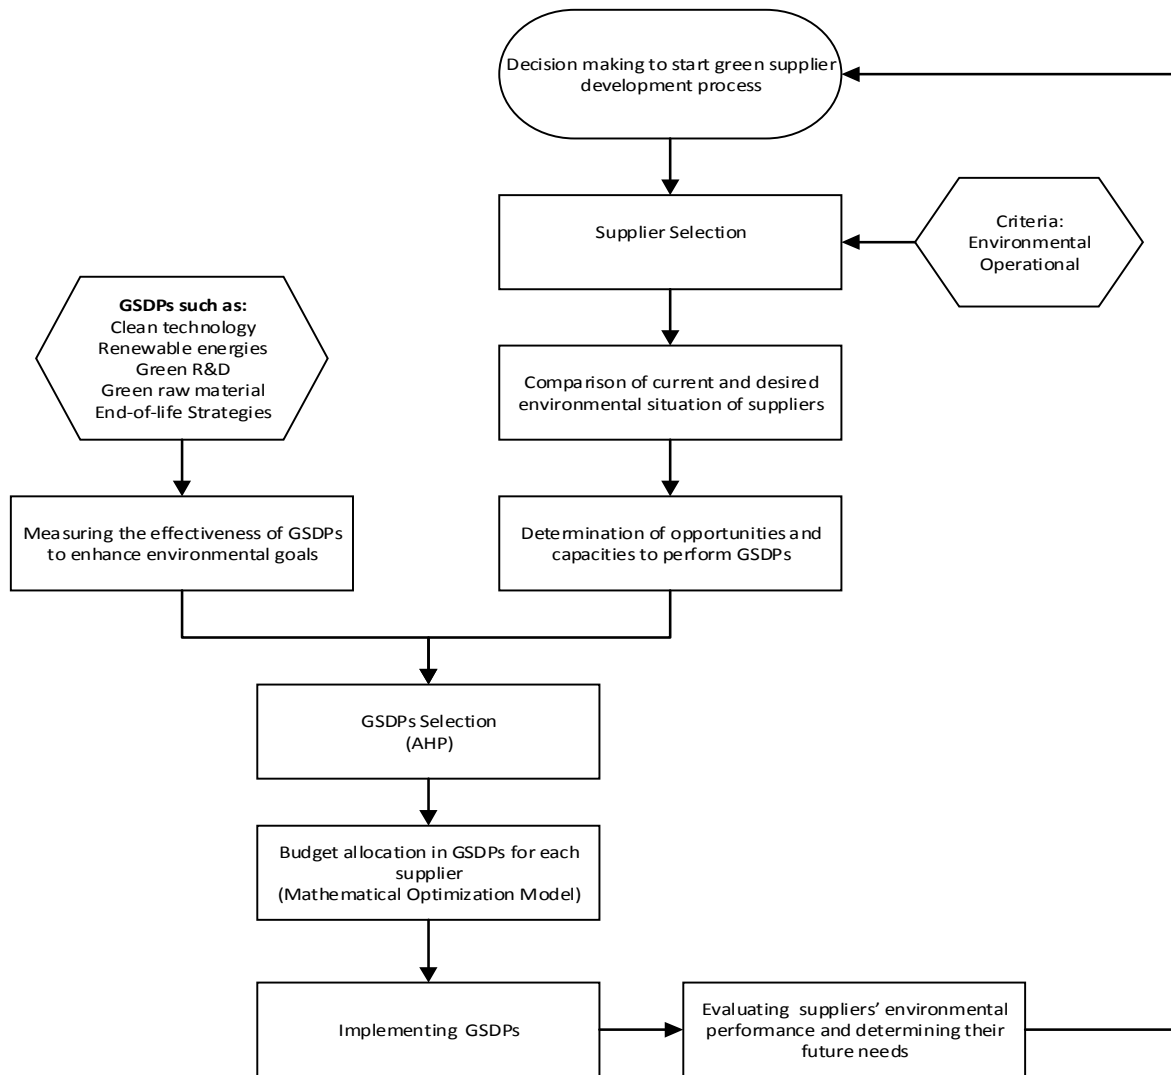 Decision making to start green supplier
development process
Supplier Selection
Criteria:
Environmental
Operational
GSDPs such as:
Clean technology
Renewable energies
Green R&D
Green raw material
End-of-life Strategies
Comparison of current and desired
environmental situation of suppliers
Measuring the effectiveness of GSDPs
to enhance environmental goals
Determination of opportunities and
capacities to perform GSDPs
GSDPs Selection
(AHP)
Budget allocation in GSDPs for each
supplier
(Mathematical Optimization Model)
Implementing GSDPs
Evaluating suppliers’ environmental
performance and determining their
future needs